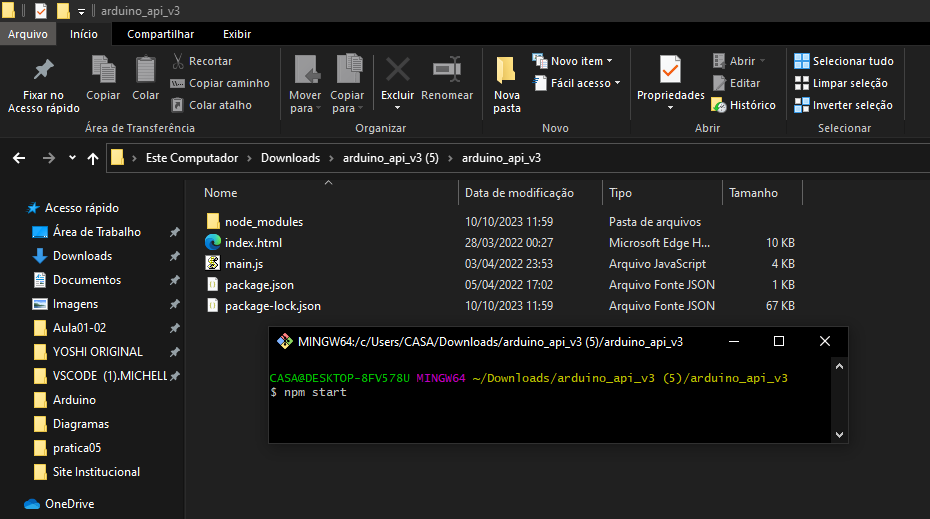 arduino_api_v3
Arquivo Início Compartilhar Exibir
Fixar no Acesso rápido
Copiar
Colar
Recortar
Copiar caminho
Colar atalho
Mover para
Copiar para
Excluir
Renomear
Nova pasta
Novo item
Fácil acesso
Propriedades
Abrir
Editar
Histórico
Selecionar tudo
Limpar seleção
Inverter seleção
Área de Transferência Organizar Novo Abrir Selecionar
Este Computador Downloads arduino_api_v3 (5) arduino_api_v3
Nome Data de modificação Tipo Tamanho
node_modules 10/10/2023 11:59 Pasta de arquivos
index.html 28/03/2022 00:27 Microsoft Edge H... 10 KB
main.js 03/04/2022 23:53 Arquivo JavaScript 4 KB
package.json 05/04/2022 17:02 Arquivo Fonte JSON 1 KB
package-lock.json 10/10/2023 11:59 Arquivo Fonte JSON 67 KB
Acesso rápido
Área de Trabalho
Downloads
Documentos
Imagens
Aula01-02
YOSHI ORIGINAL
VSCODE (1).MICHELL
Arduino
Diagramas
pratica05
Site Institucional
OneDrive
MINGW64:/c/Users/CASA/Downloads/arduino_api_v3 (5)/arduino_api_v3
CASA@DESKTOP-8FV578U MINGW64 ~/Downloads/arduino_api_v3 (5)/arduino_api_v3
$ npm start